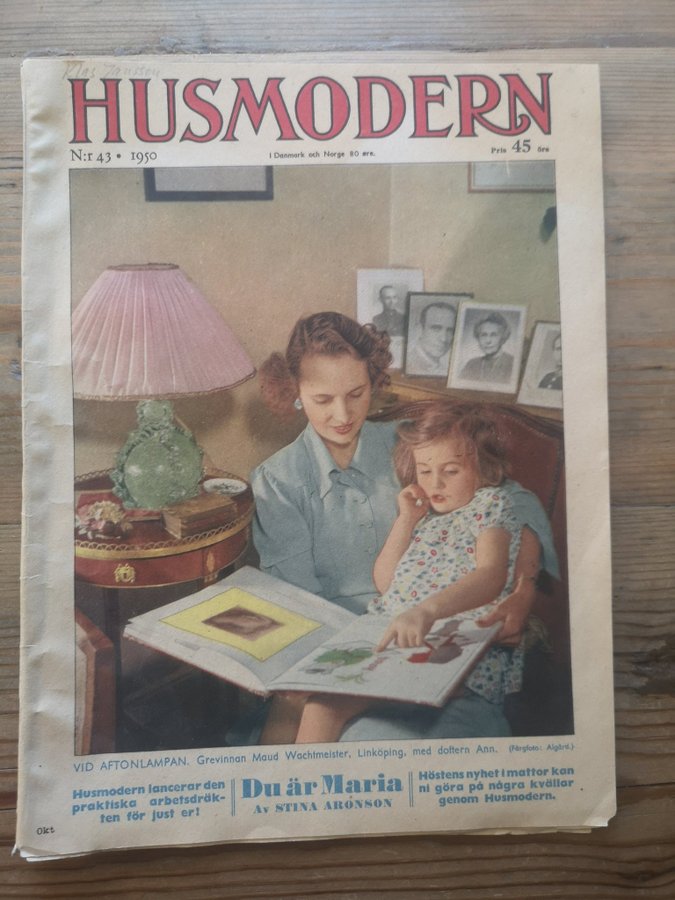 HUSMODERN
N:r 43 • 1950
I Danmark och Norge 80 øre.
Pris 45 öre
VID AFTONLAMPAN. Grevinnan Maud Wachtmeister, Linköping, med dottern Ann. (Färgfoto: Algård.)
Husmodern lancerar den
praktiska arbetsdräk-
ten för just er!
Du är Maria
Av STINA ARONSON
Höstens nyhet i mattor kan
ni göra på några kvällar
genom Husmodern.
Okt